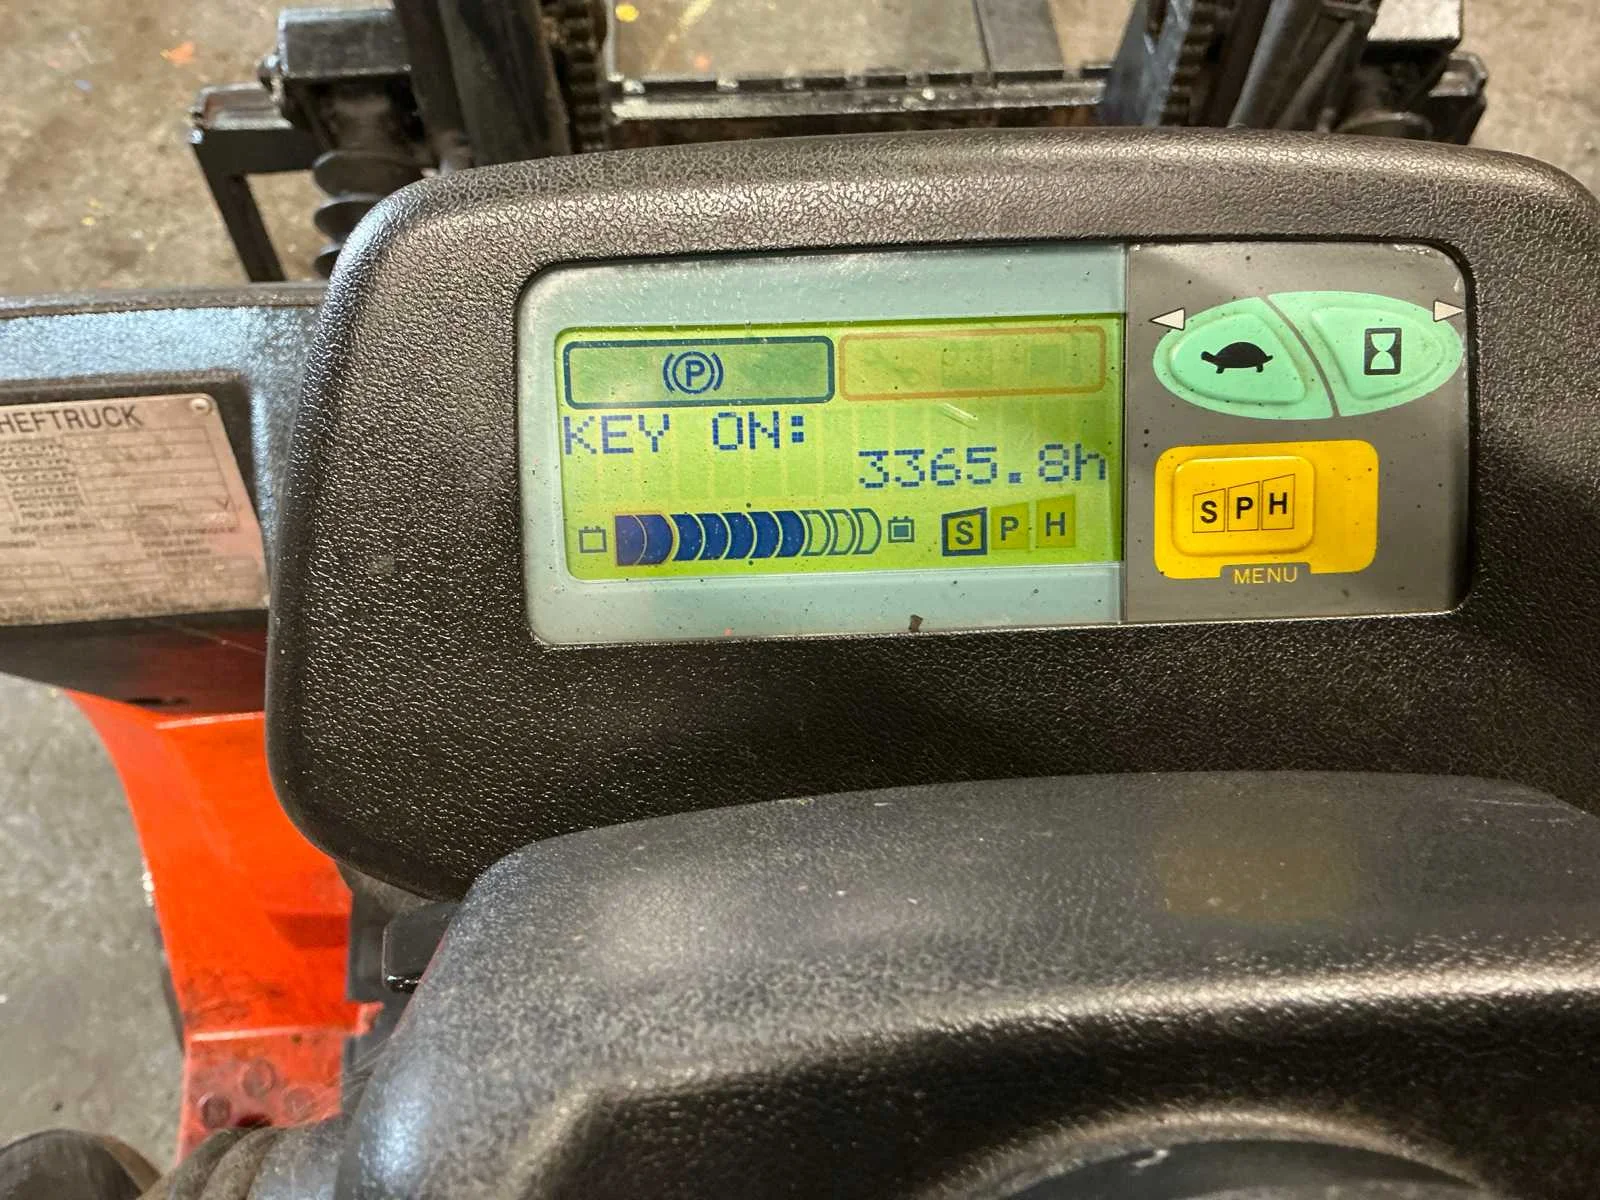 P
KEY ON:
3365.8h
S P H
S P H
MENU
HEFTRUCK